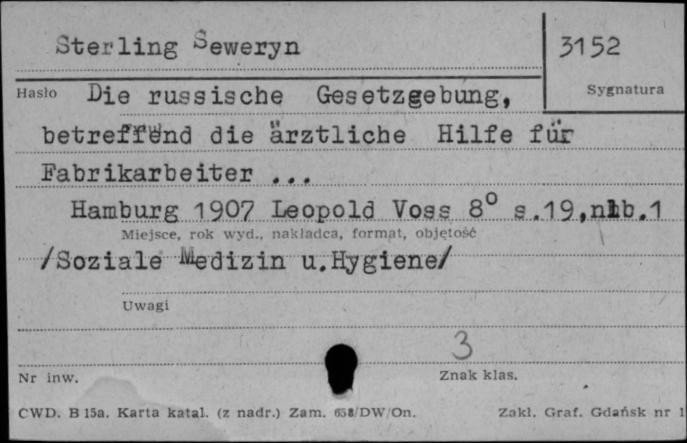 Sterling Seweryn
3152
Hasło
Sygnatura
Die russische Gesetzgebung,
betreffend die ärztliche Hilfe für
Fabrikarbeiter ...
Hamburg 1907 Leopold Voss 8° s.19,nlb.1
Miejsce, rok wyd., nakładca, format, objętość
/Soziale Medizin u.Hygiene/
Uwagi
3
Nr inw.
Znak klas.
CWD. B 15a. Karta katal. (z nadr.) Zam. 658/DW/On.
Zakł. Graf. Gdańsk nr 1